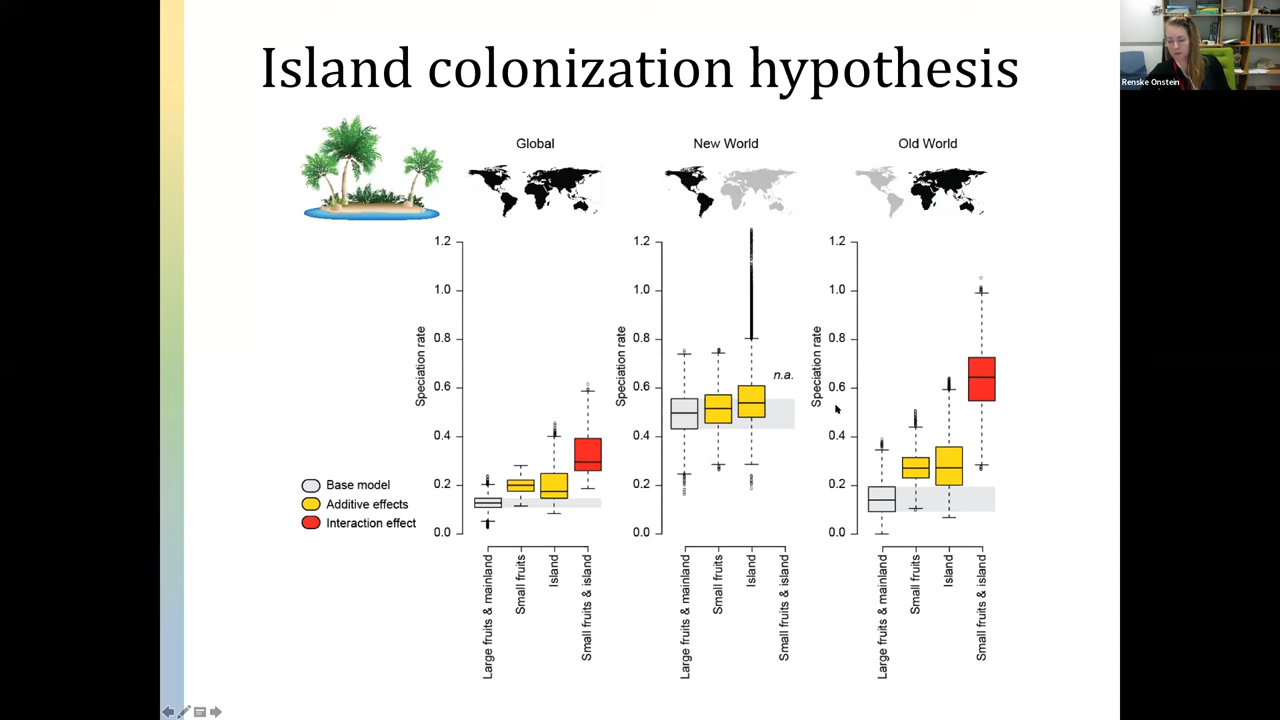 Island colonization hypothesis
Renske Onstein
Global
New World
Old World
1.2
1.0
0.8
0.6
0.4
0.2
0.0
Speciation rate
Large fruits & mainland
Small fruits
Island
Small fruits & island
1.2
1.0
0.8
0.6
0.4
0.2
0.0
Speciation rate
n.a.
Large fruits & mainland
Small fruits
Island
Small fruits & island
1.2
1.0
0.8
0.6
0.4
0.2
0.0
Speciation rate
Large fruits & mainland
Small fruits
Island
Small fruits & island
Base model
Additive effects
Interaction effect